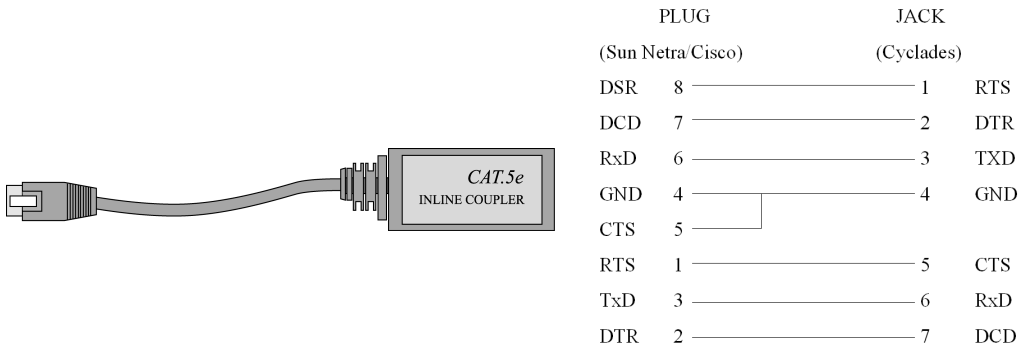 PLUG JACK
(Sun Netra/Cisco) (Cyclades)
DSR 8 1 RTS
DCD 7 2 DTR
RxD 6 3 TXD
GND 4 4 GND
CTS 5
RTS 1 5 CTS
TxD 3 6 RxD
DTR 2 7 DCD
CAT.5e
INLINE COUPLER